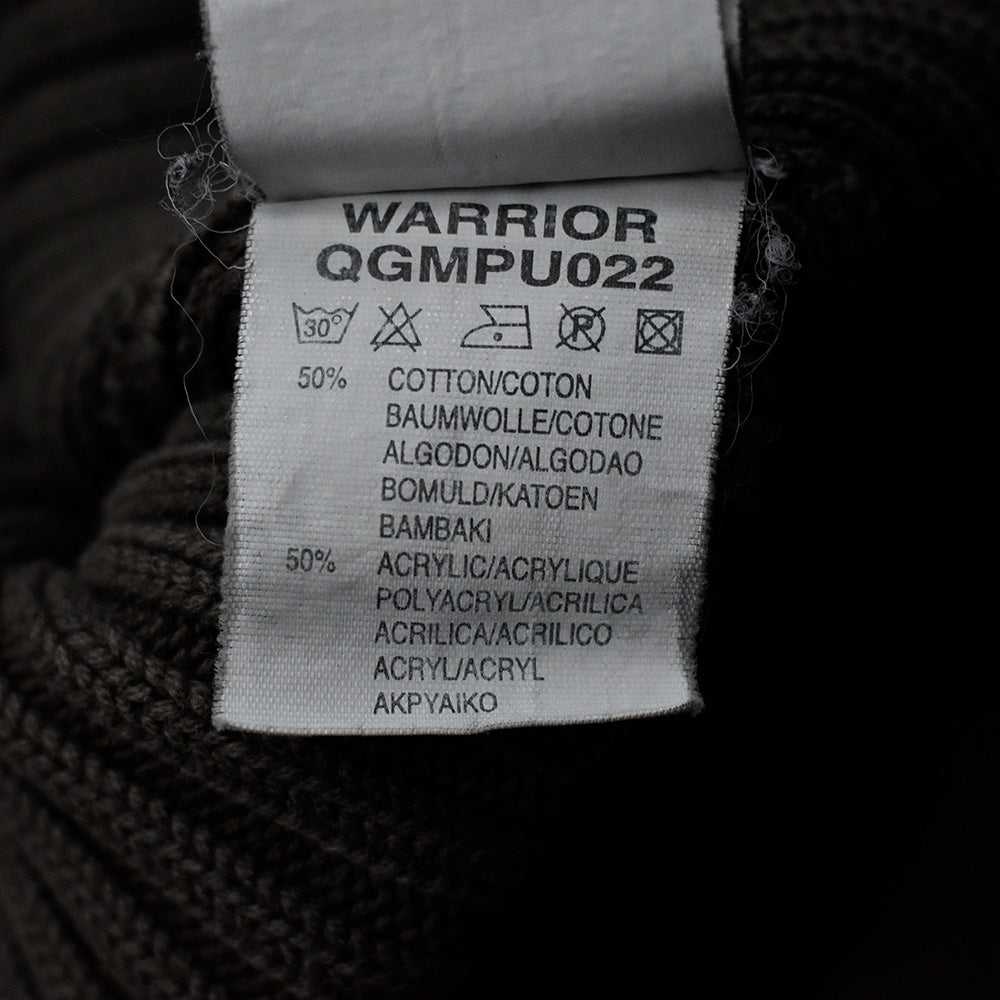 WARRIOR
QGMPU022
30° P
50% COTTON/COTON
BAUMWOLLE/COTONE
ALGODON/ALGODAO
BOMULD/KATOEN
BAMBAKI
50% ACRYLIC/ACRYLIQUE
POLYACRYL/ACRILICA
ACRILICA/ACRILICO
ACRYL/ACRYL
AKPYAIKO